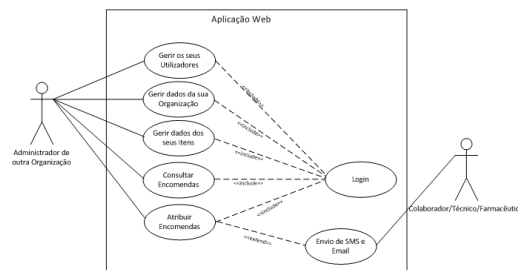 Aplicação Web
Gerir os seus
Utilizadores
<<include>>
Gerir dados da sua
Organização
<<include>>
Gerir dados dos
seus Itens
<<include>>
Administrador de
outra Organização
Consultar
Encomendas
<<include>>
Login
Atribuir
Encomendas
<<include>>
<<extends>>
Envio de SMS e
Email
Colaborador/Técnico/Farmacêutico